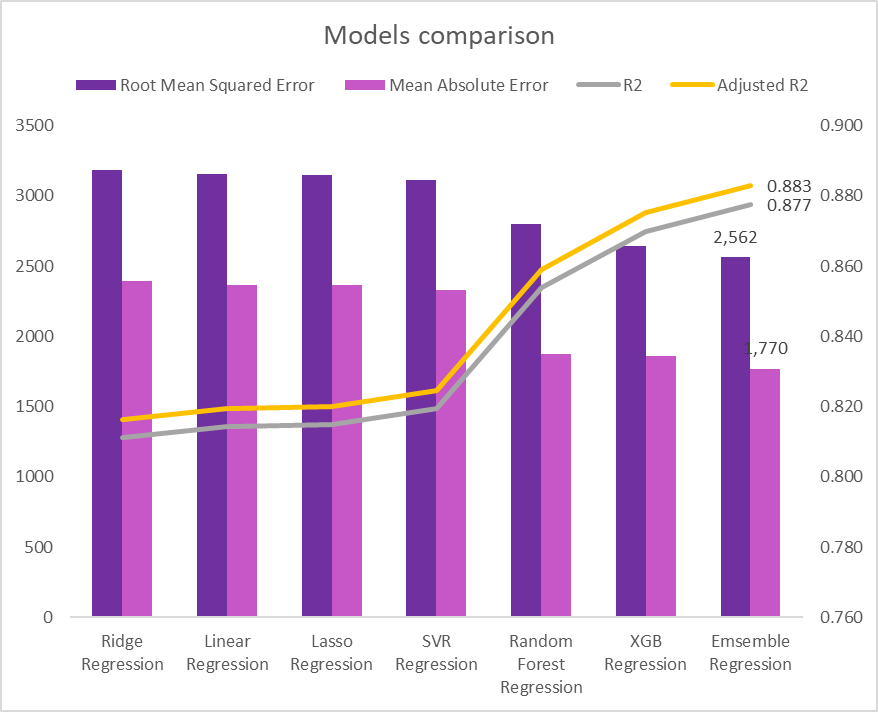 Models comparison
Root Mean Squared Error Mean Absolute Error R2 Adjusted R2
3500 0.900
3000 0.880
2500 0.860
2000 0.840
1500 0.820
1000 0.800
500 0.780
0 0.760
0.883
0.877
2,562
1,770
Ridge
Regression
Linear
Regression
Lasso
Regression
SVR
Regression
Random
Forest
Regression
XGB
Regression
Emsemble
Regression